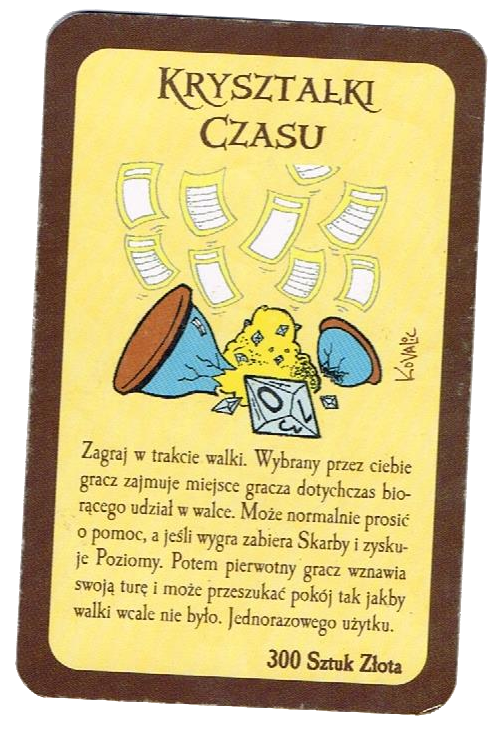 KRYSZTAŁKI
CZASU
KOVALIC
Zagraj w trakcie walki. Wybrany przez ciebie
gracz zajmuje miejsce gracza dotychczas bio-
rącego udział w walce. Może normalnie prosić
o pomoc, a jeśli wygra zabiera Skarby i zysku-
je Poziomy. Potem pierwotny gracz wznawia
swoją turę i może przeszukać pokój tak jakby
walki wcale nie było. Jednorazowego użytku.
300 Sztuk Złota